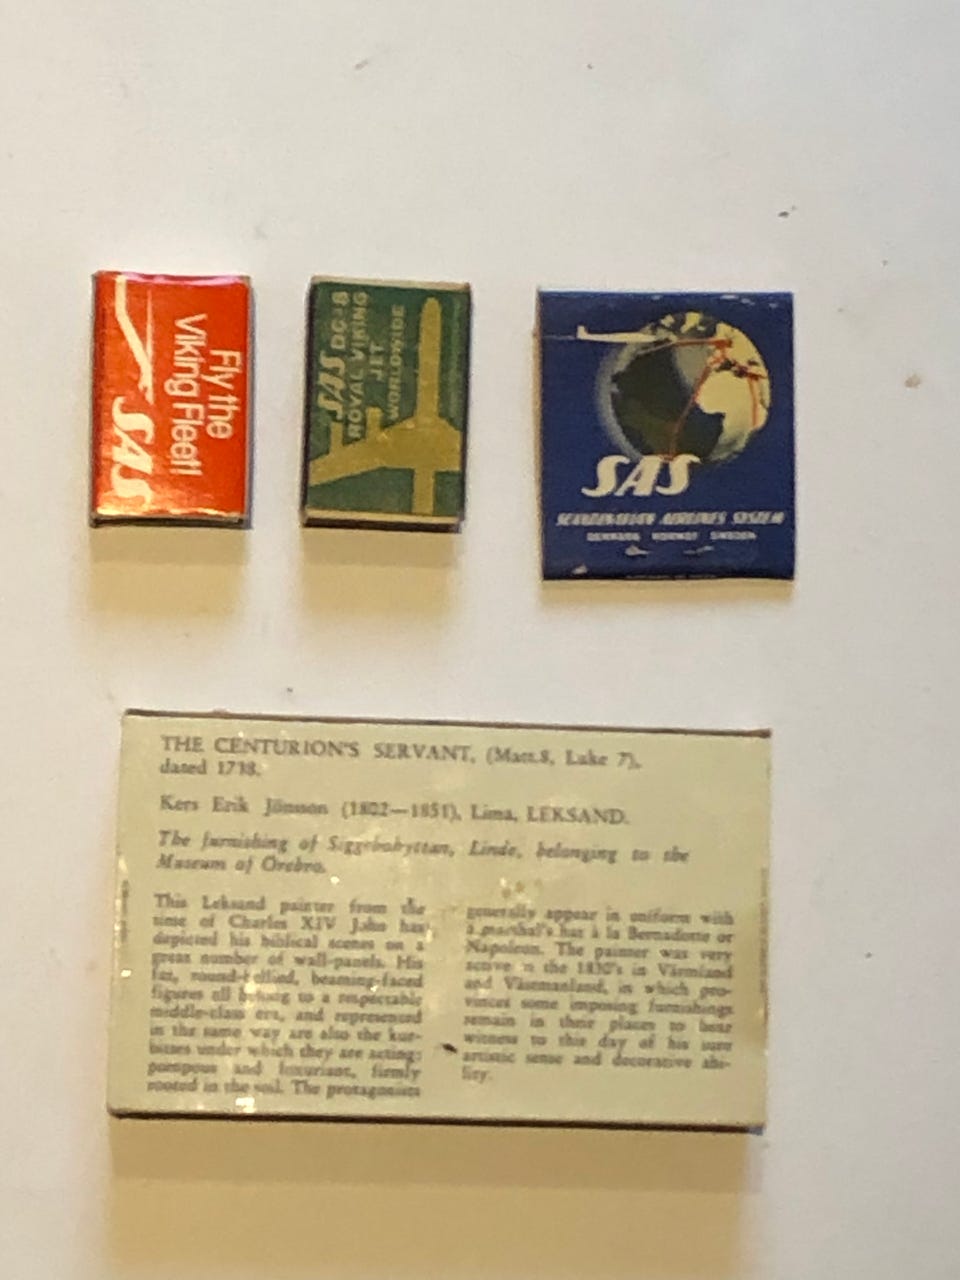 Fly the
Viking Fleet!
SAS
SAS DC-8
ROYAL VIKING
JET
WORLDWIDE
SAS
SCANDINAVIAN AIRLINES SYSTEM
DENMARK NORWAY SWEDEN
THE CENTURION'S SERVANT, (Matt.8, Luke 7),
dated 1738.
Kers Erik Jönsson (1802—1851), Lima, LEKSAND.
The furnishing of Siggebohyttan, Linde, belonging to the
Museum of Örebro.
This Leksand painter from the
time of Charles XIV John has
depicted his biblical scenes on a
great number of wall-panels. His
fat, round-bellied, beaming-faced
figures all belong to a respectable
middle-class era, and represented
in the same way are also the kur-
bitses under which they are acting:
pompous and luxuriant, firmly
rooted in the soil. The protagonists
generally appear in uniform with
a marshal's hat à la Bernadotte or
Napoleon. The painter was very
active in the 1830's in Värmland
and Västmanland, in which pro-
vinces some imposing furnishings
remain in their places to bear
witness to this day of his sure
artistic sense and decorative abi-
lity.